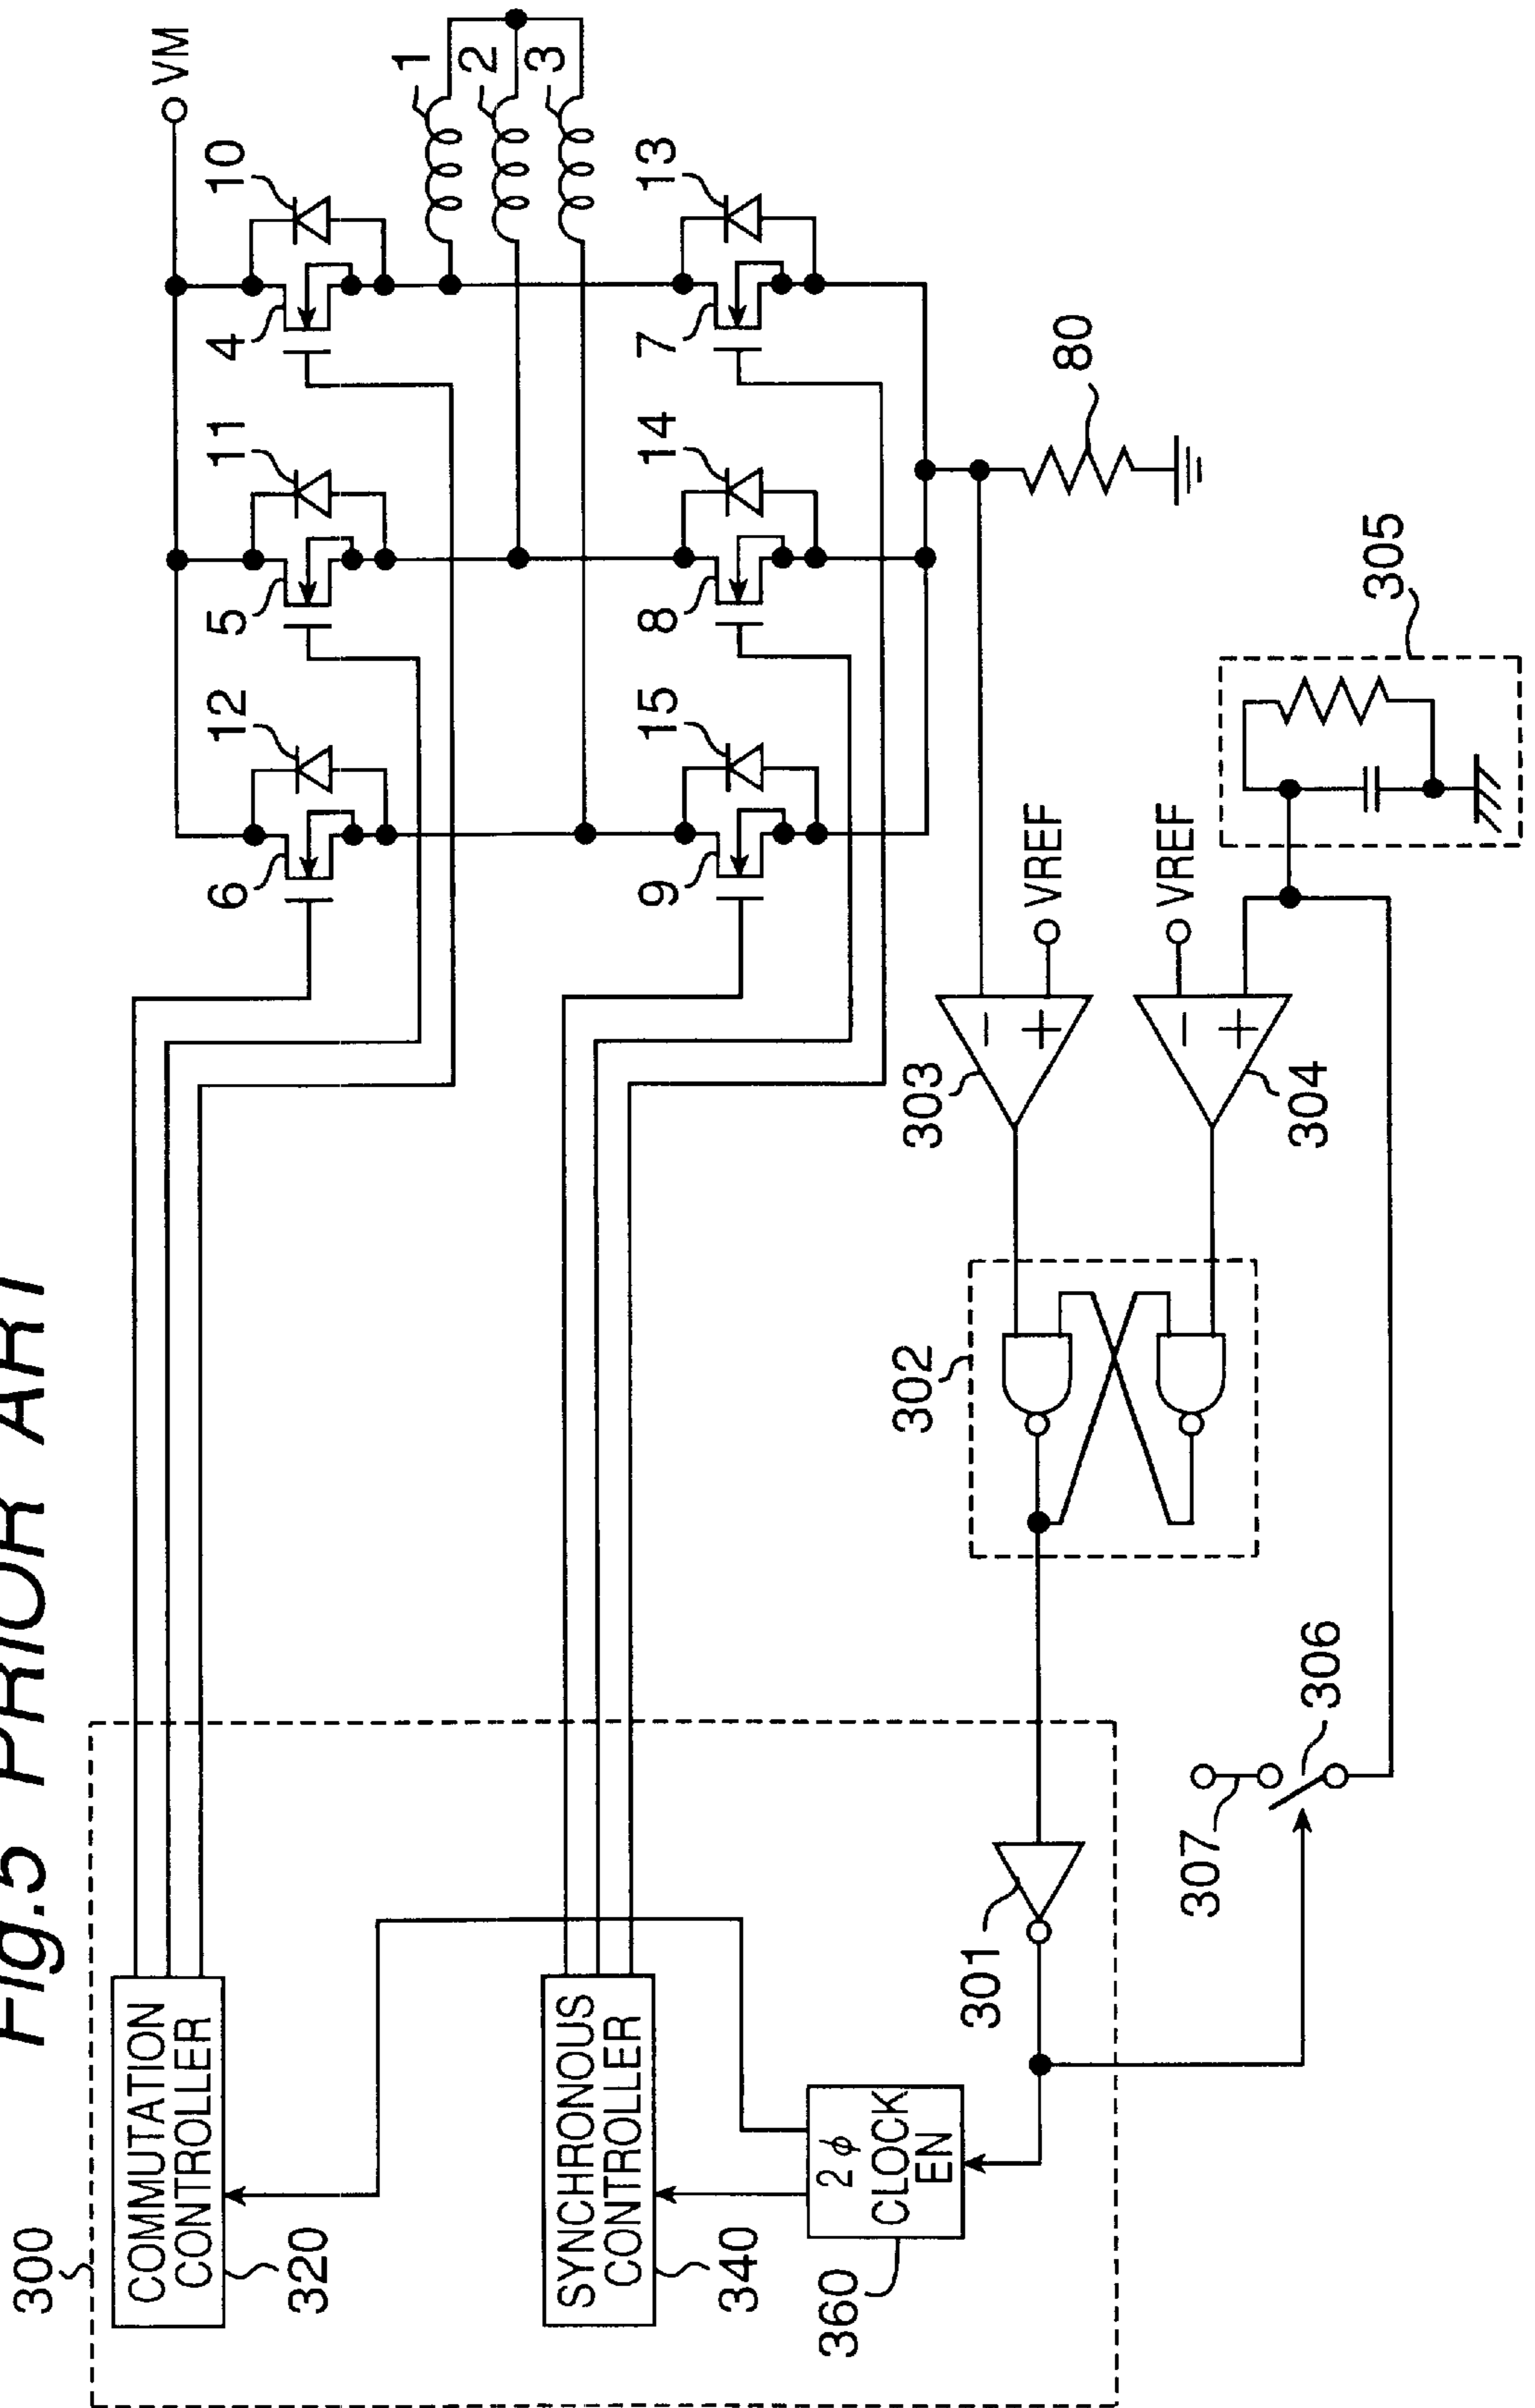 Fig.5 PRIOR ART
300
COMMUTATION
CONTROLLER
320
SYNCHRONOUS
CONTROLLER
340
2φ
CLOCK
EN
360
301
302
303
304
305
306
307
−
+
−
+
VREF
VREF
VM
6
12
5
11
4
10
1
2
3
9
15
8
14
7
13
80